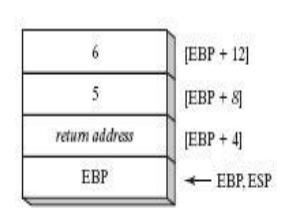 6 [EBP + 12]
5 [EBP + 8]
return address [EBP + 4]
EBP EBP, ESP